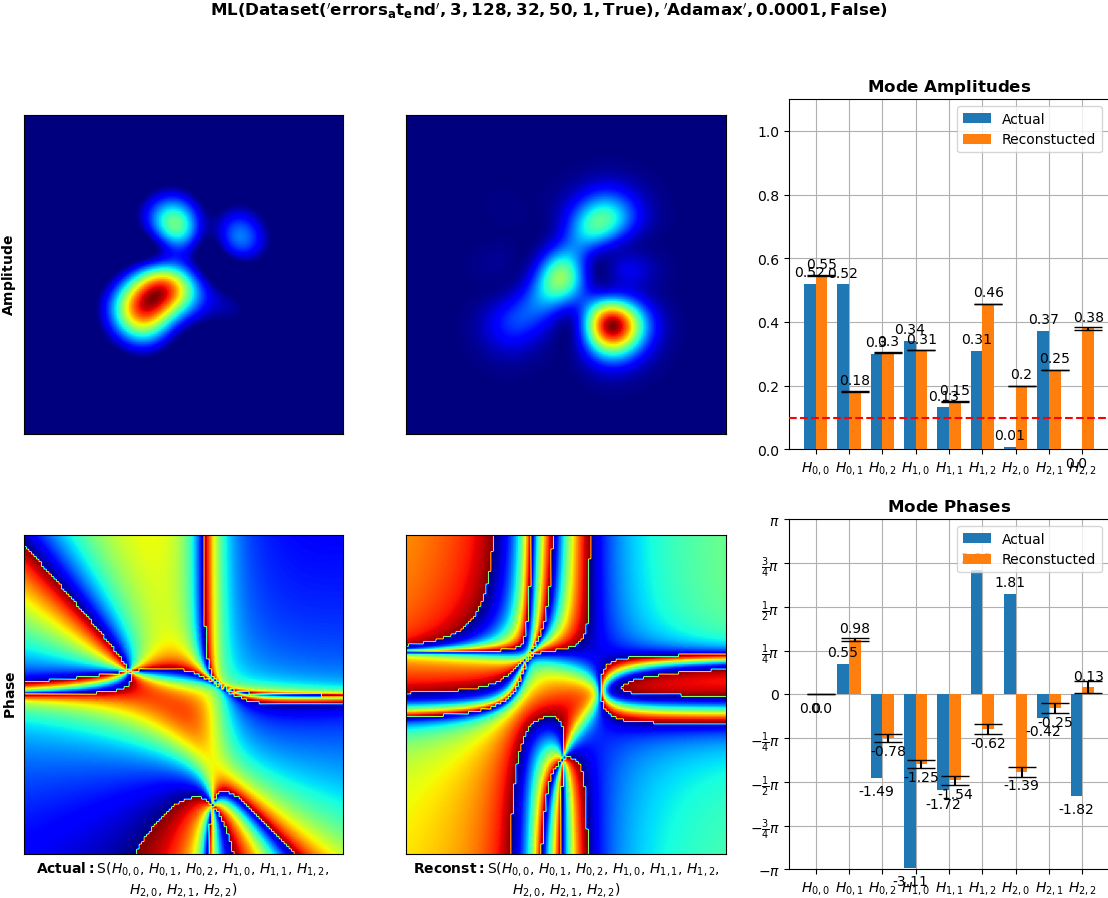 ML(Dataset('errors_at_end', 3, 128, 32, 50, 1, True), 'Adamax', 0.0001, False)
Amplitude
Mode Amplitudes
Actual
Reconstucted
1.0
0.8
0.6
0.4
0.2
0.0
0.52
0.55
0.52
0.18
0.3
0.3
0.34
0.31
0.13
0.15
0.31
0.46
0.01
0.2
0.37
0.25
0.0
0.38
H0,0 H0,1 H0,2 H1,0 H1,1 H1,2 H2,0 H2,1 H2,2
Phase
Mode Phases
Actual
Reconstucted
π
3/4π
1/2π
1/4π
0
−1/4π
−1/2π
−3/4π
−π
0.0
0.0
0.55
0.98
-1.49
-0.78
-3.11
-1.25
-1.72
-1.54
-0.62
1.81
-1.39
-0.42
-0.25
-1.82
0.13
H0,0 H0,1 H0,2 H1,0 H1,1 H1,2 H2,0 H2,1 H2,2
Actual: S(H0,0, H0,1, H0,2, H1,0, H1,1, H1,2,
H2,0, H2,1, H2,2)
Reconst: S(H0,0, H0,1, H0,2, H1,0, H1,1, H1,2,
H2,0, H2,1, H2,2)